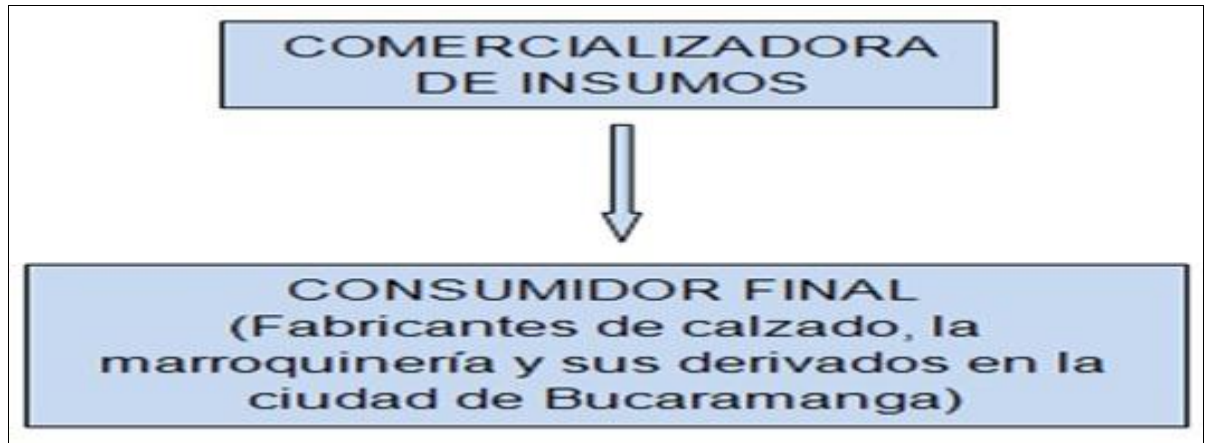 COMERCIALIZADORA
DE INSUMOS
CONSUMIDOR FINAL
(Fabricantes de calzado, la
marroquinería y sus derivados en la
ciudad de Bucaramanga)